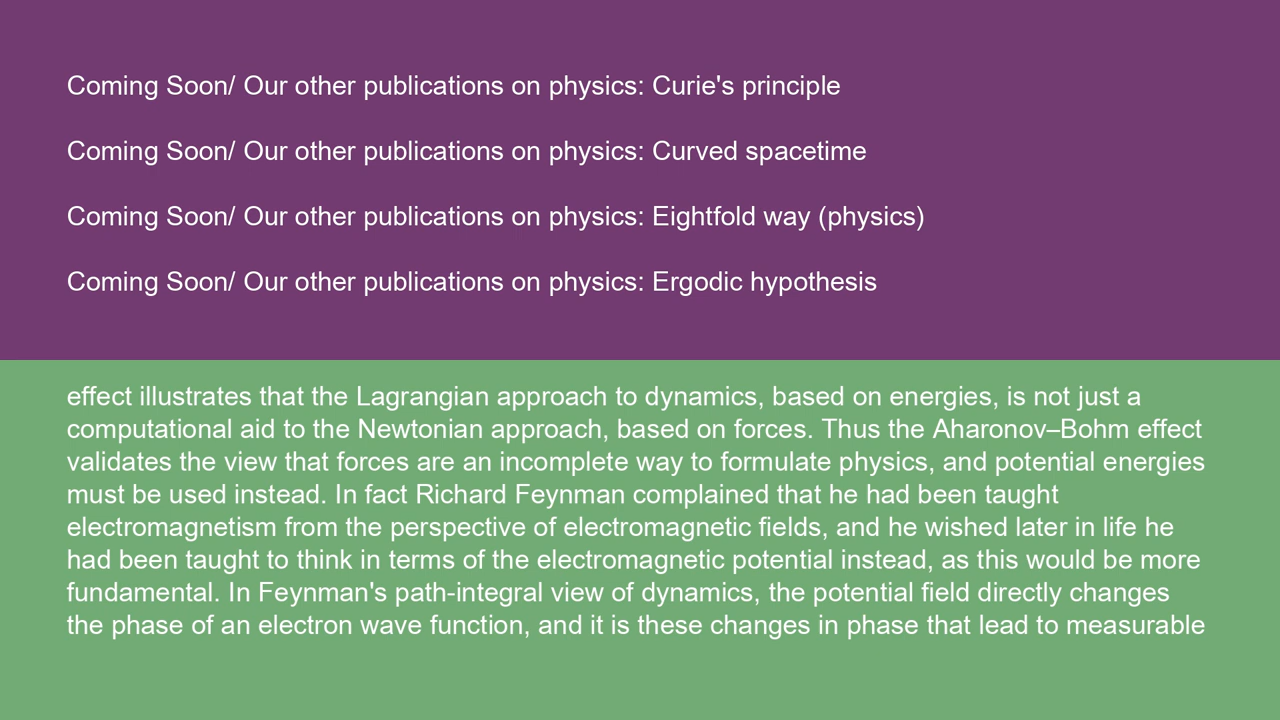 Coming Soon/ Our other publications on physics: Curie's principle
Coming Soon/ Our other publications on physics: Curved spacetime
Coming Soon/ Our other publications on physics: Eightfold way (physics)
Coming Soon/ Our other publications on physics: Ergodic hypothesis
effect illustrates that the Lagrangian approach to dynamics, based on energies, is not just a
computational aid to the Newtonian approach, based on forces. Thus the Aharonov–Bohm effect
validates the view that forces are an incomplete way to formulate physics, and potential energies
must be used instead. In fact Richard Feynman complained that he had been taught
electromagnetism from the perspective of electromagnetic fields, and he wished later in life he
had been taught to think in terms of the electromagnetic potential instead, as this would be more
fundamental. In Feynman's path-integral view of dynamics, the potential field directly changes
the phase of an electron wave function, and it is these changes in phase that lead to measurable